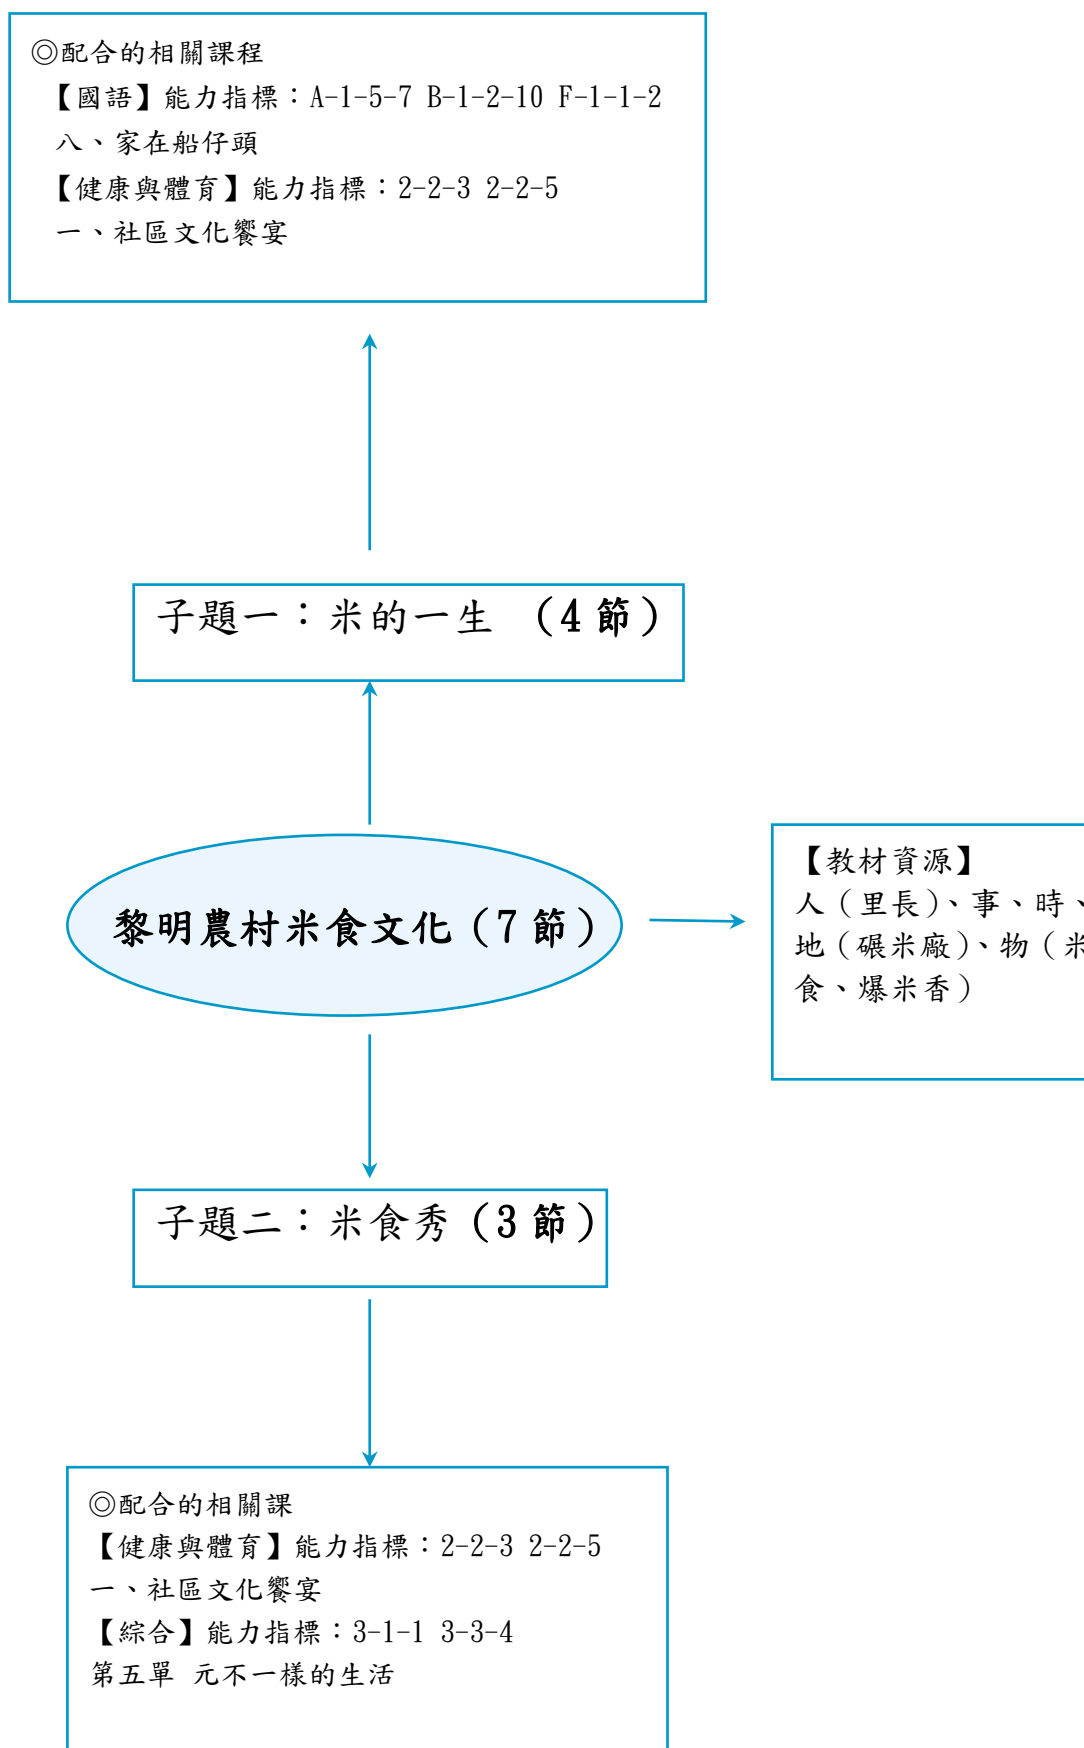 ◎配合的相關課程
【國語】能力指標：A-1-5-7 B-1-2-10 F-1-1-2
八、家在船仔頭
【健康與體育】能力指標：2-2-3 2-2-5
一、社區文化饗宴
子題一：米的一生 （4 節）
黎明農村米食文化（7 節）
【教材資源】
人（里長）、事、時、
地（碾米廠）、物（米
食、爆米香）
子題二：米食秀（3 節）
◎配合的相關課
【健康與體育】能力指標：2-2-3 2-2-5
一、社區文化饗宴
【綜合】能力指標：3-1-1 3-3-4
第五單 元不一樣的生活